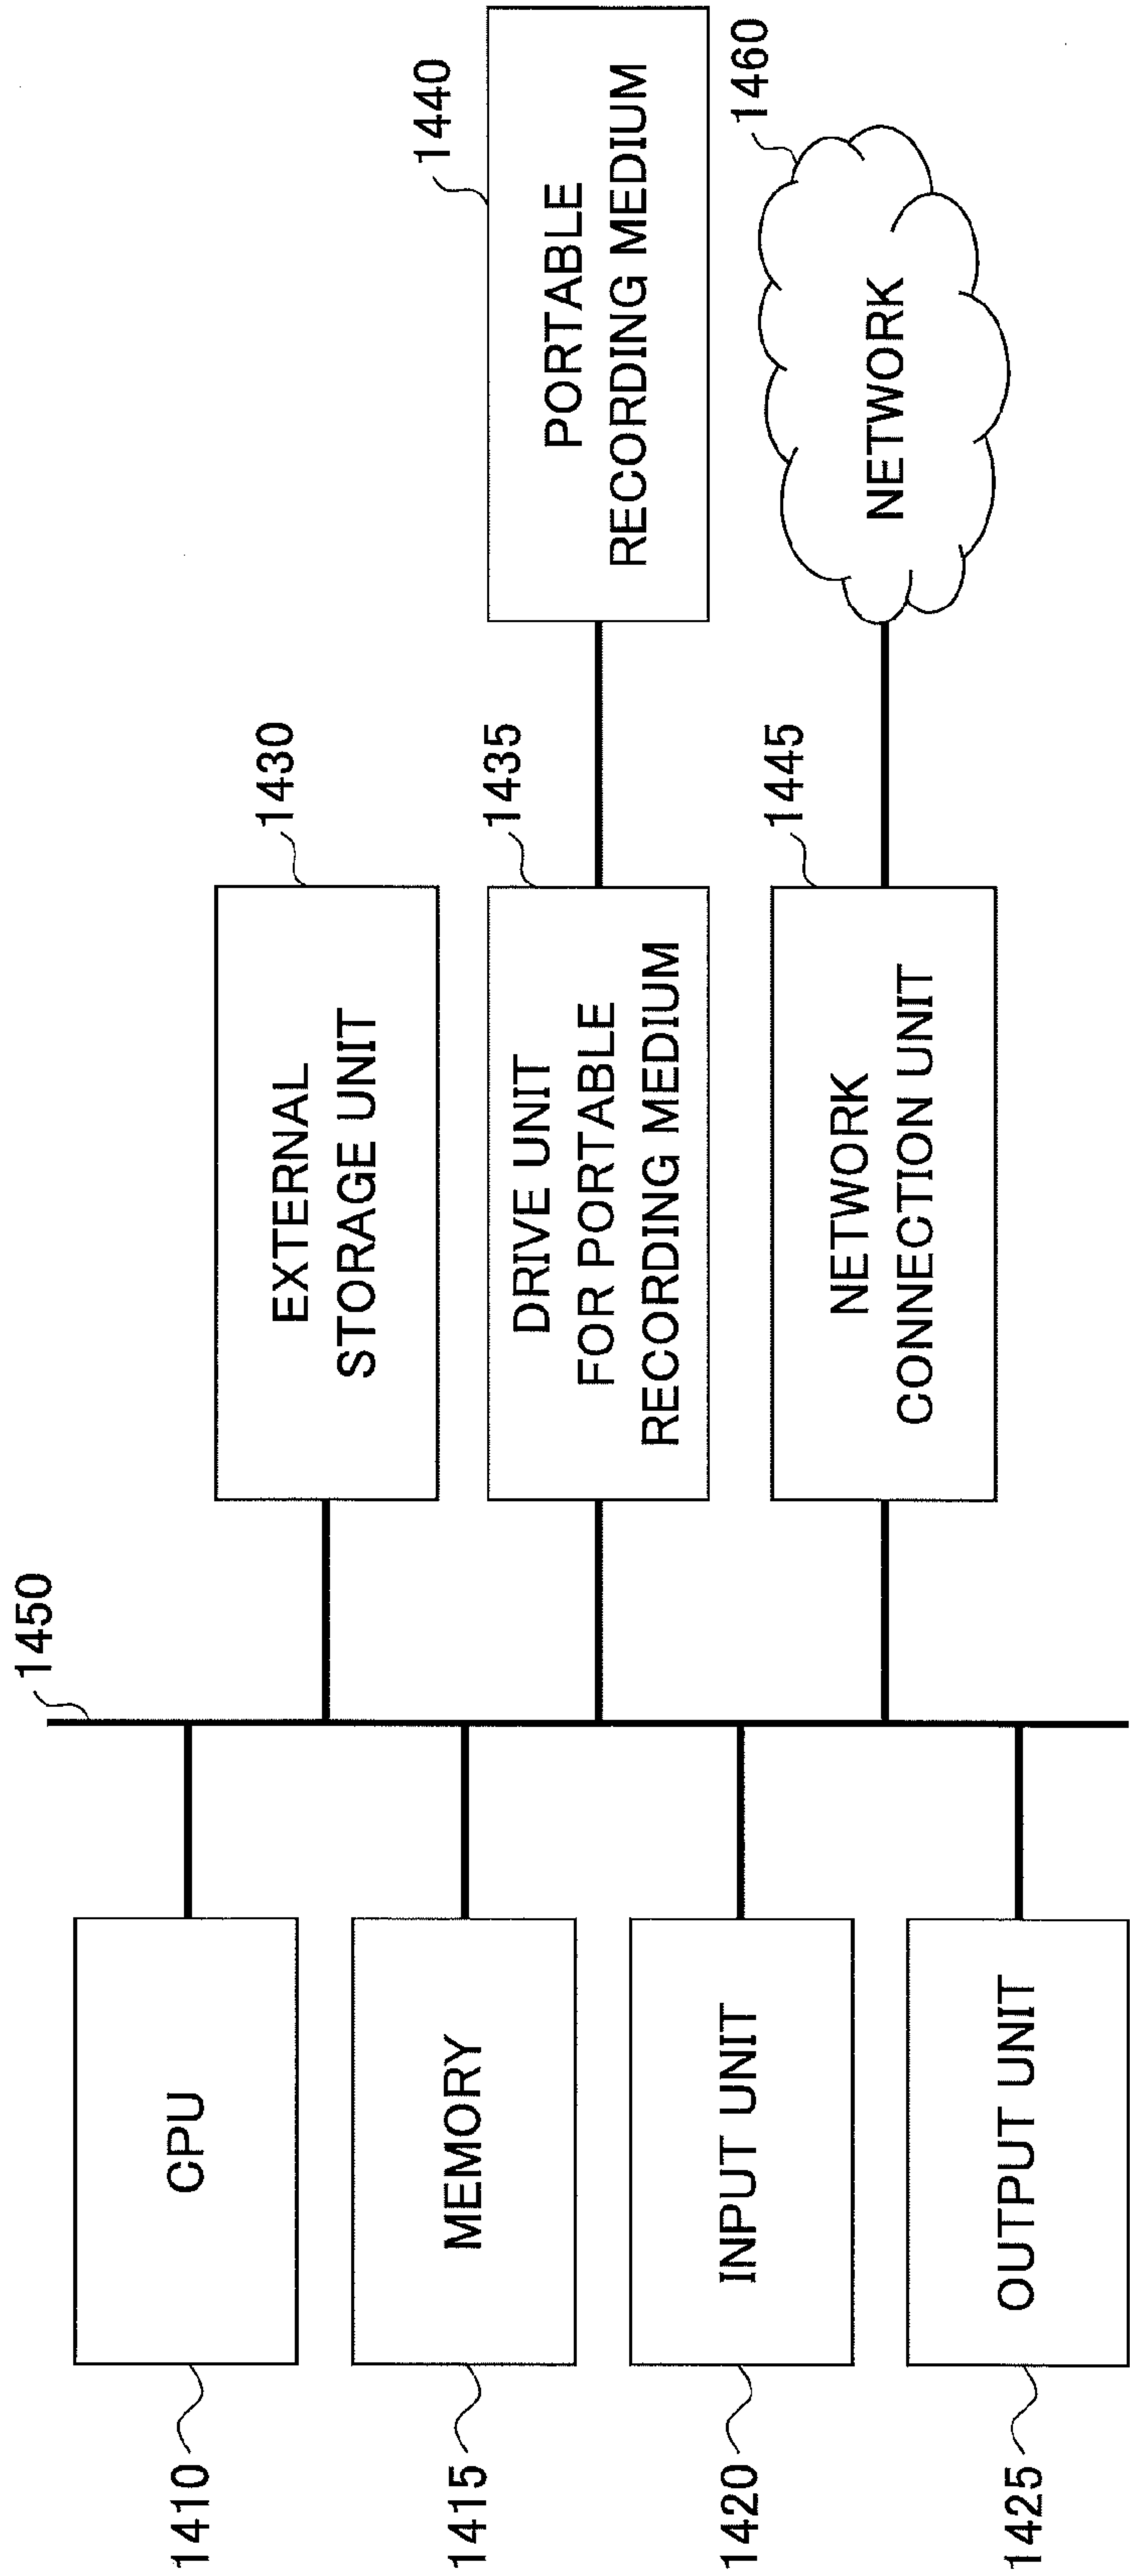 1450
1410
CPU
1415
MEMORY
1420
INPUT UNIT
1425
OUTPUT UNIT
1430
EXTERNAL
STORAGE UNIT
1435
DRIVE UNIT
FOR PORTABLE
RECORDING MEDIUM
1445
NETWORK
CONNECTION UNIT
1440
PORTABLE
RECORDING MEDIUM
1460
NETWORK